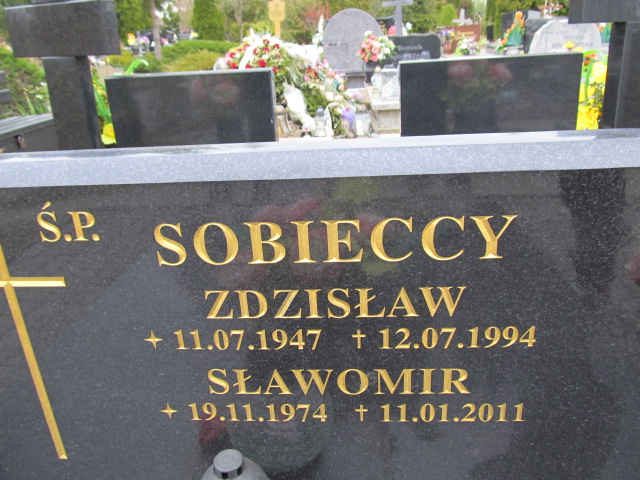 Ś.P.
SOBIECCY
ZDZISŁAW
✦ 11.07.1947 † 12.07.1994
SŁAWOMIR
✦ 19.11.1974 † 11.01.2011